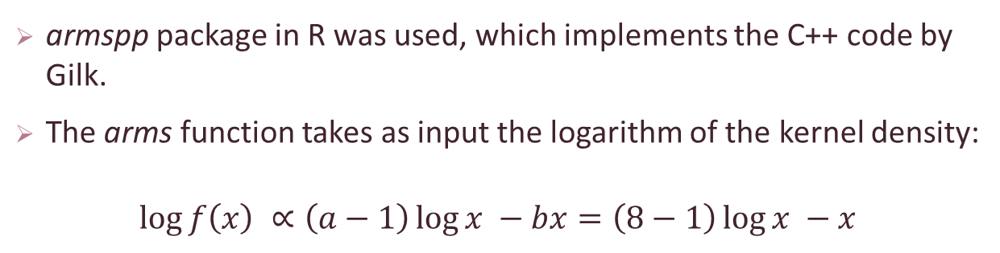 ➢ armspp package in R was used, which implements the C++ code by
Gilk.
➢ The arms function takes as input the logarithm of the kernel density:
log f(x) ∝ (a − 1) log x − bx = (8 − 1) log x − x